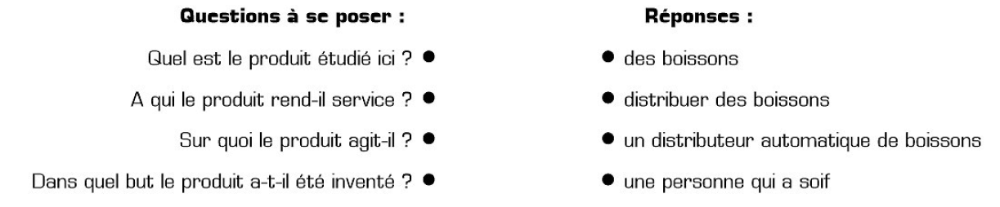 Questions à se poser : Réponses :
Quel est le produit étudié ici ? ● ● des boissons
A qui le produit rend-il service ? ● ● distribuer des boissons
Sur quoi le produit agit-il ? ● ● un distributeur automatique de boissons
Dans quel but le produit a-t-il été inventé ? ● ● une personne qui a soif